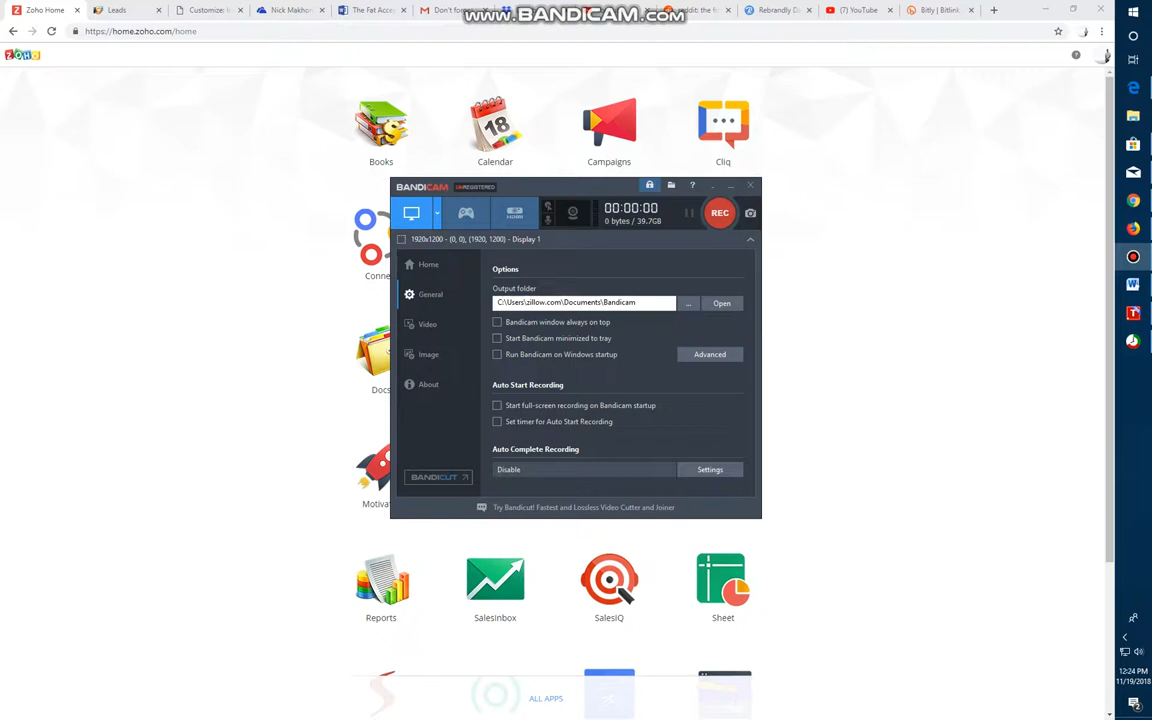 Zoho Home
Leads
Customize: I
Nick Makhon
The Fat Acce
Don't for
reddit: the f
Rebrandly Da
(7) YouTube
Bitly | Bitlink
www.BANDICAM.com
https://home.zoho.com/home
ZOHO
18
Books
Calendar
Campaigns
Cliq
BANDICAM
UNREGISTERED
00:00:00
0 bytes / 39.7GB
REC
HDMI
1920x1200 - (0, 0), (1920, 1200) - Display 1
Conne
Home
General
Video
Image
About
Options
Output folder
C:\Users\zillow.com\Documents\Bandicam
...
Open
Bandicam window always on top
Start Bandicam minimized to tray
Run Bandicam on Windows startup
Advanced
Docs
Auto Start Recording
Start full-screen recording on Bandicam startup
Set timer for Auto Start Recording
Auto Complete Recording
Disable
Settings
BANDICUT
Motivat
Try Bandicut! Fastest and Lossless Video Cutter and Joiner
Reports
SalesInbox
SalesIQ
Sheet
ALL APPS
12:24 PM
11/19/2018
2